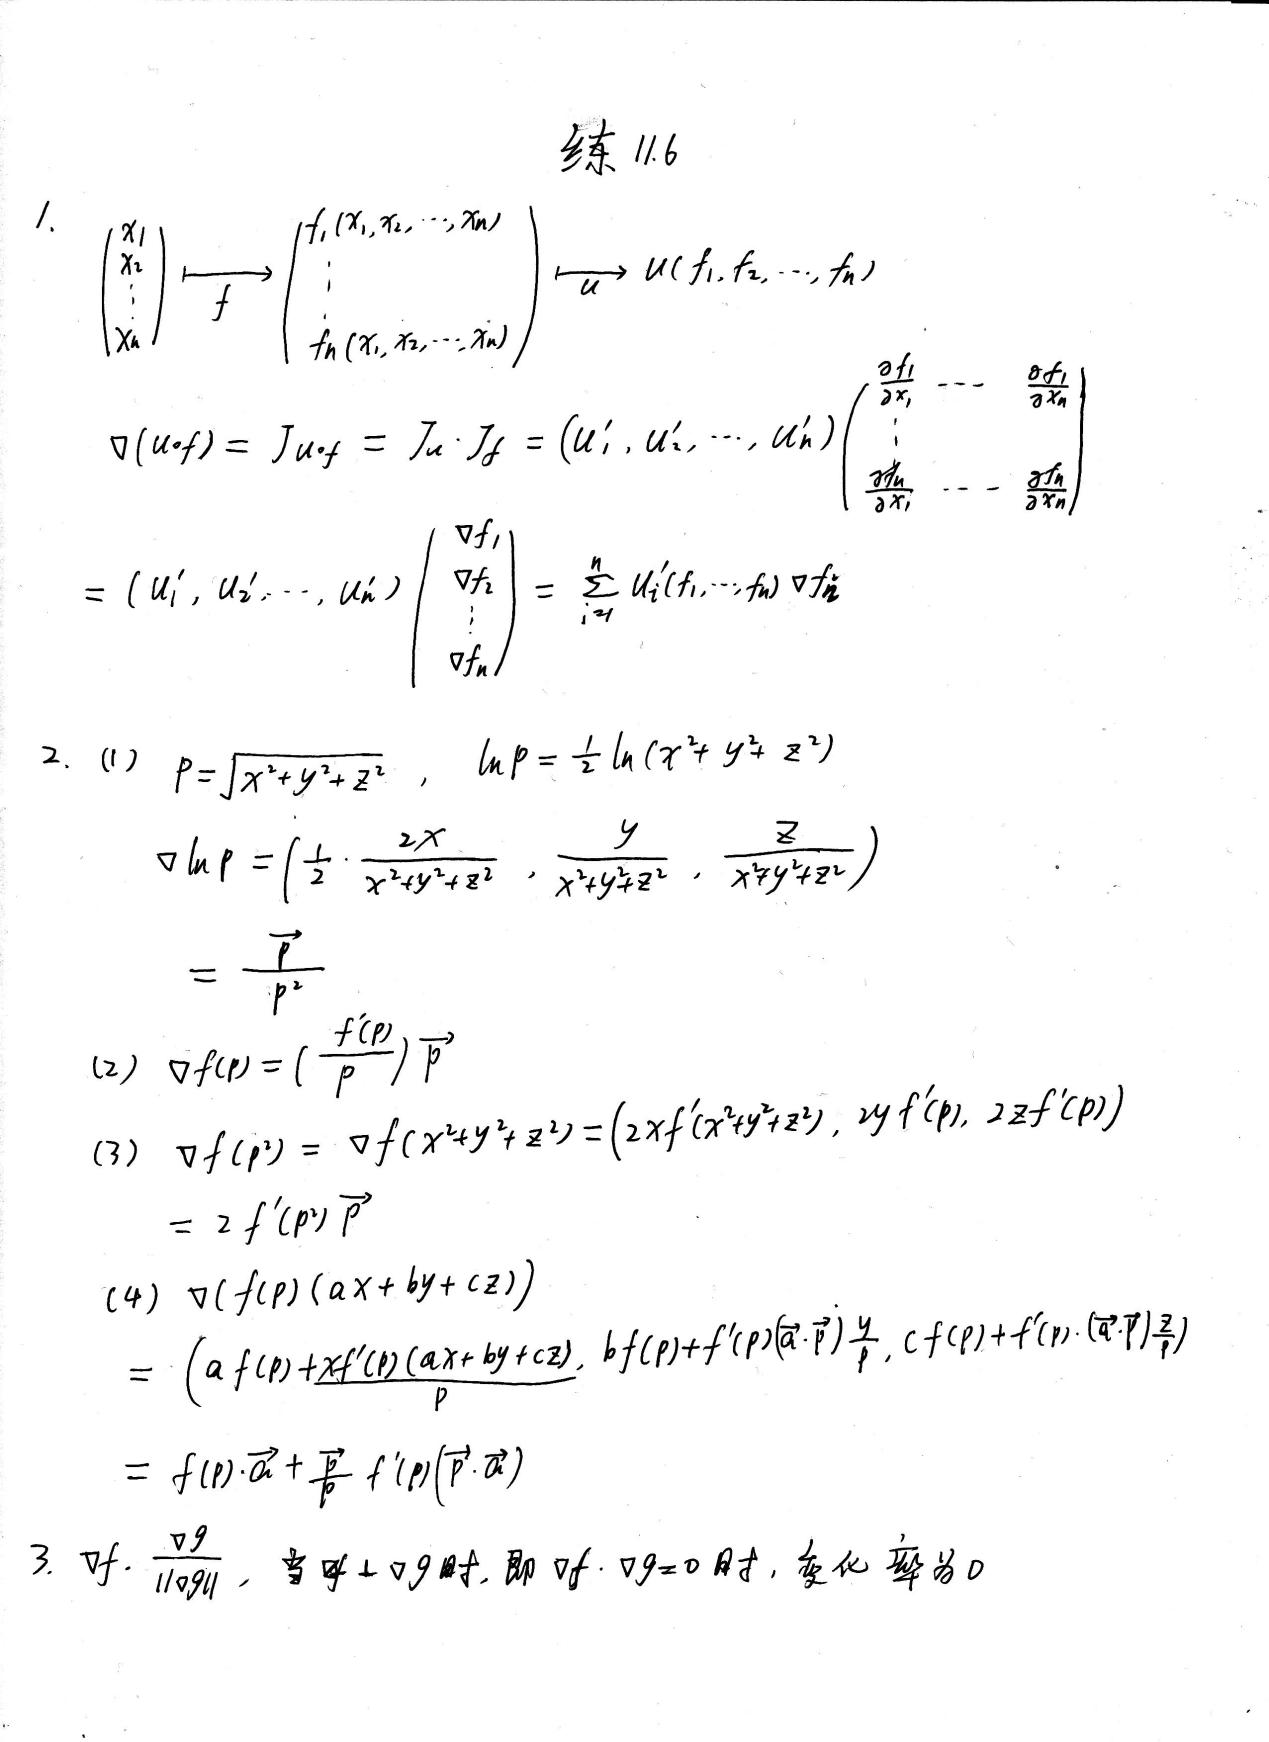 练 11.6
1. $\begin{pmatrix} x_1 \\ x_2 \\ \vdots \\ x_n \end{pmatrix} \xmapsto[f]{} \begin{pmatrix} f_1(x_1, x_2, \cdots, x_n) \\ \vdots \\ f_n(x_1, x_2, \cdots, x_n) \end{pmatrix} \xmapsto[u]{} u(f_1, f_2, \cdots, f_n)$
$\nabla(u \circ f) = J_{u \circ f} = J_u \cdot J_f = (u_1', u_2', \cdots, u_n') \begin{pmatrix} \frac{\partial f_1}{\partial x_1} & \cdots & \frac{\partial f_1}{\partial x_n} \\ \vdots & & \\ \frac{\partial f_n}{\partial x_1} & \cdots & \frac{\partial f_n}{\partial x_n} \end{pmatrix}$
$= (u_1', u_2', \cdots, u_n') \begin{pmatrix} \nabla f_1 \\ \nabla f_2 \\ \vdots \\ \nabla f_n \end{pmatrix} = \sum_{i=1}^{n} u_i'(f_1, \cdots, f_n) \nabla f_i$
2. (1) $p = \sqrt{x^2+y^2+z^2}$, $\ln p = \frac{1}{2} \ln(x^2+y^2+z^2)$
$\nabla \ln p = \left( \frac{1}{2} \cdot \frac{2x}{x^2+y^2+z^2}, \frac{y}{x^2+y^2+z^2}, \frac{z}{x^2+y^2+z^2} \right)$
$= \frac{\vec{p}}{p^2}$
(2) $\nabla f(p) = \left( \frac{f'(p)}{p} \right) \vec{p}$
(3) $\nabla f(p^2) = \nabla f(x^2+y^2+z^2) = (2x f'(x^2+y^2+z^2), 2y f'(p), 2z f'(p))$
$= 2 f'(p^2) \vec{p}$
(4) $\nabla(f(p)(ax+by+cz))$
$= \left( a f(p) + \frac{x f'(p)(ax+by+cz)}{p}, b f(p) + f'(p)(\vec{a} \cdot \vec{p}) \frac{y}{p}, c f(p) + f'(p) \cdot (\vec{a} \cdot \vec{p}) \frac{z}{p} \right)$
$= f(p) \cdot \vec{a} + \frac{\vec{p}}{p} f'(p) (\vec{p} \cdot \vec{a})$
3. $\nabla f \cdot \frac{\nabla g}{\|\nabla g\|}$, 当 $\nabla f \perp \nabla g$ 时, 即 $\nabla f \cdot \nabla g = 0$ 时, 变化率为0